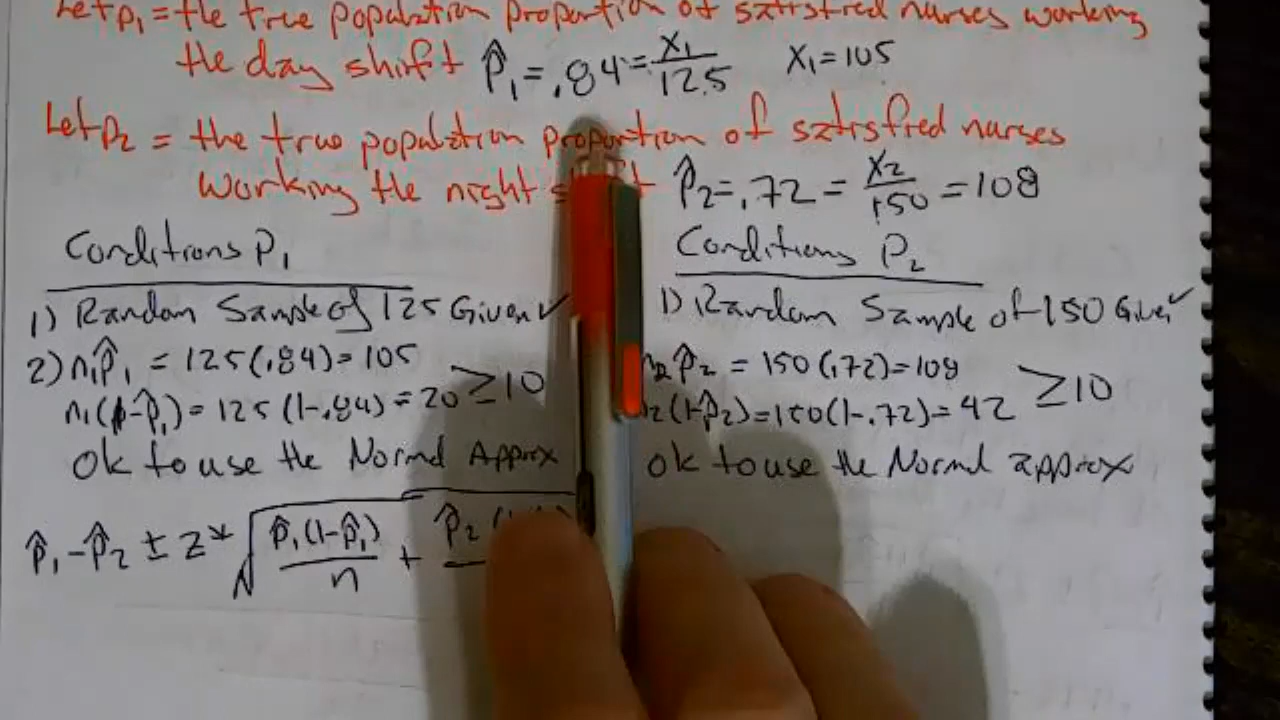 Let p₁ = the true population proportion of satisfied nurses working
the day shift p̂₁ = .84 = x₁/125 x₁ = 105
Let p₂ = the true population proportion of satisfied nurses
working the night p̂₂ = .72 = x₂/150 = 108
Conditions P₁
1) Random Sample of 125 Given ✓
2) n₁p̂₁ = 125(.84) = 105
n₁(1-p̂₁) = 125(1-.84) = 20 ≥ 10
Ok to use the Normal Approx
Conditions P₂
1) Random Sample of 150 Given ✓
n₂p̂₂ = 150(.72) = 108
n₂(1-p̂₂) = 150(1-.72) = 42 ≥ 10
ok to use the Normal approx
p̂₁ - p̂₂ ± z* √ p̂₁(1-p̂₁)/n + p̂₂